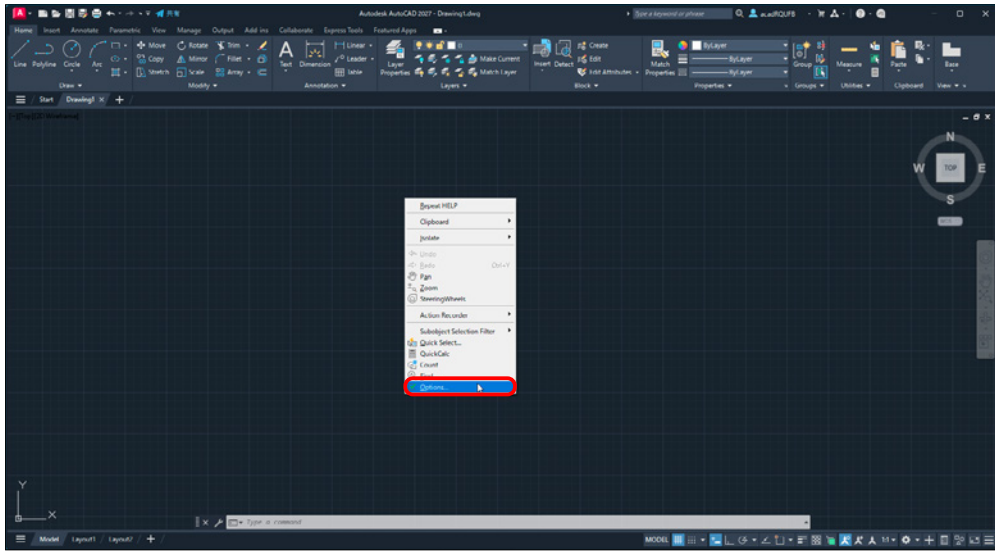 Autodesk AutoCAD 2027 - Drawing1.dwg
Type a keyword or phrase
Home Insert Annotate Parametric View Manage Output Add ins Collaborate Express Tools Featured Apps
Move Rotate Trim Linear Create ByLayer
Copy Mirror Fillet Leader Make Current Edit ByLayer
Line Polyline Circle Arc Text Dimension Layer Insert Detect Match Group Measure Paste Base
Stretch Scale Array Table Properties Match Layer Edit Attributes Properties ByLayer
Draw Modify Annotation Layers Block Properties Groups Utilities Clipboard View
Start Drawing1
N
W TOP E
S
Repeat HELP
Clipboard
Isolate
Undo
Ctrl+Y
Pan
Zoom
SteeringWheels
Action Recorder
Subobject Selection Filter
Quick Select...
QuickCalc
Count
Find...
Options...
Y
X
Type a command
Model Layout1 Layout2 MODEL